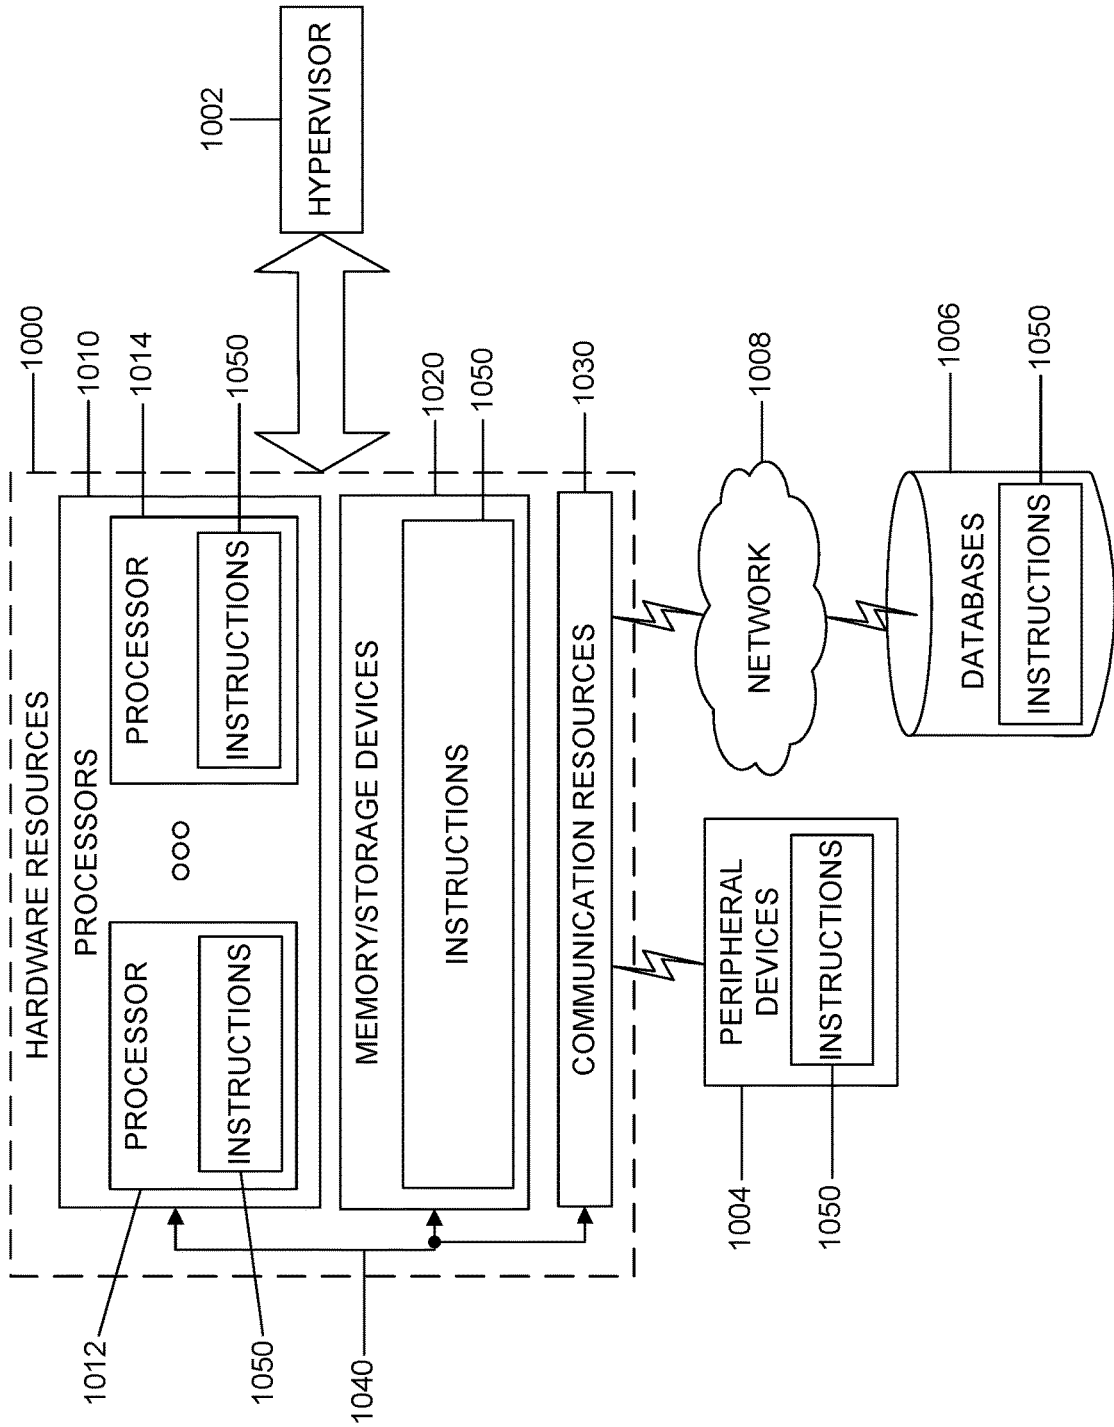 1000
HARDWARE RESOURCES
1010
PROCESSORS
1012
PROCESSOR
1014
PROCESSOR
1050
INSTRUCTIONS
1050
INSTRUCTIONS
1002
HYPERVISOR
1040
1020
MEMORY/STORAGE DEVICES
1050
INSTRUCTIONS
1030
COMMUNICATION RESOURCES
1004
PERIPHERAL
DEVICES
1050
INSTRUCTIONS
1008
NETWORK
1006
DATABASES
1050
INSTRUCTIONS